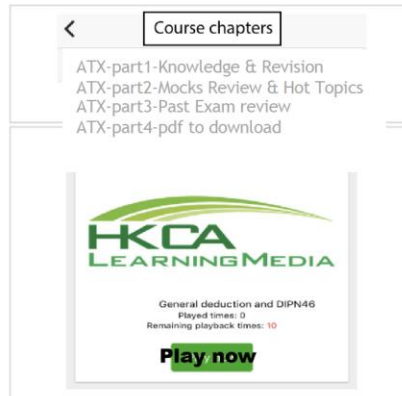 Course chapters
ATX-part1-Knowledge & Revision
ATX-part2-Mocks Review & Hot Topics
ATX-part3-Past Exam review
ATX-part4-pdf to download
HKCA
LEARNINGMEDIA
General deduction and DIPN46
Played times: 0
Remaining playback times: 10
Play now